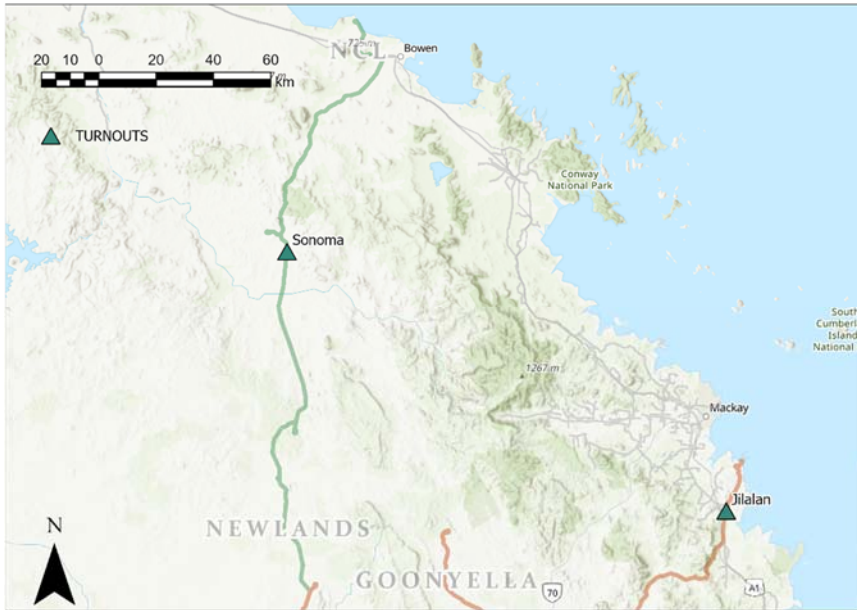 NCL
Bowen
20 10 0 20 40 60
Km
TURNOUTS
Conway
National Park
Sonoma
South
Cumberl
Island
National
1267 m
Mackay
Jilalan
N
NEWLANDS
GOONYELLA
70
A1